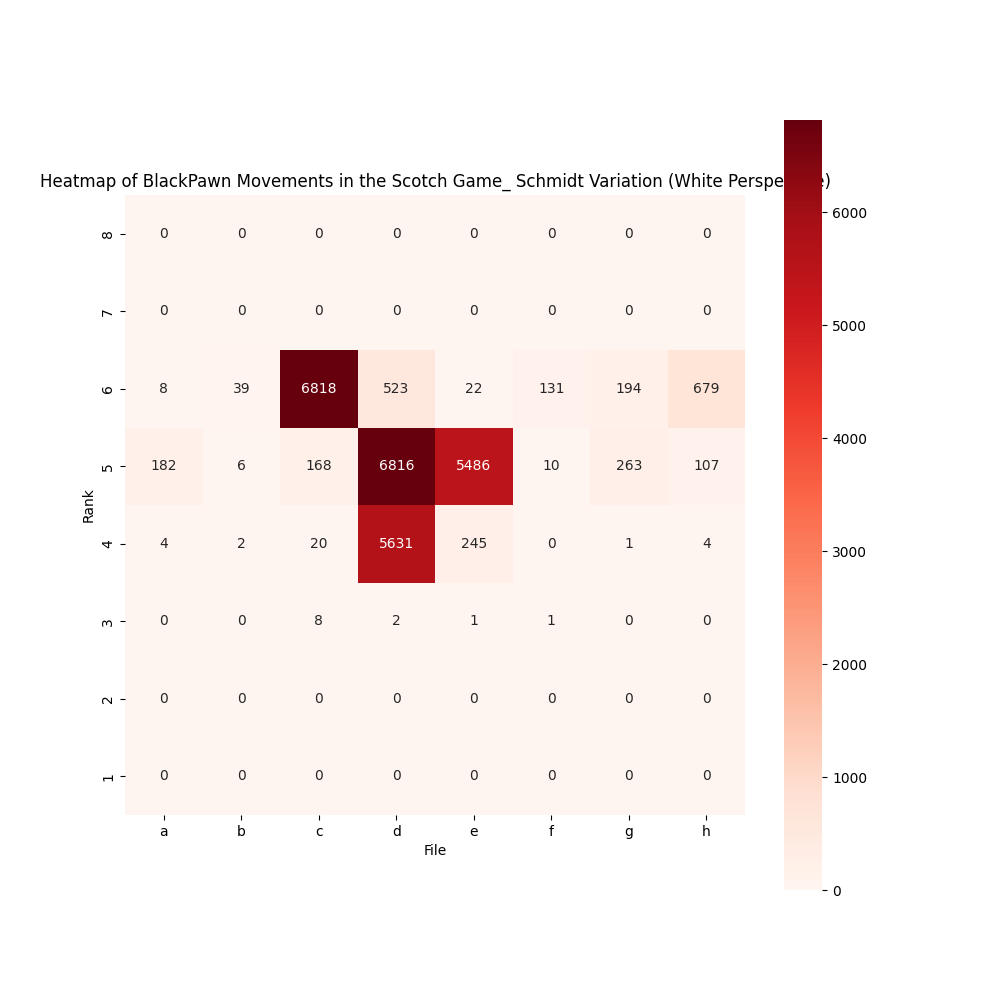 Heatmap of BlackPawn Movements in the Scotch Game_ Schmidt Variation (White Perspe e)
8 0 0 0 0 0 0 0 0
7 0 0 0 0 0 0 0 0
6 8 39 6818 523 22 131 194 679
5 182 6 168 6816 5486 10 263 107
4 4 2 20 5631 245 0 1 4
3 0 0 8 2 1 1 0 0
2 0 0 0 0 0 0 0 0
1 0 0 0 0 0 0 0 0
Rank
a b c d e f g h
File
6000
5000
4000
3000
2000
1000
0